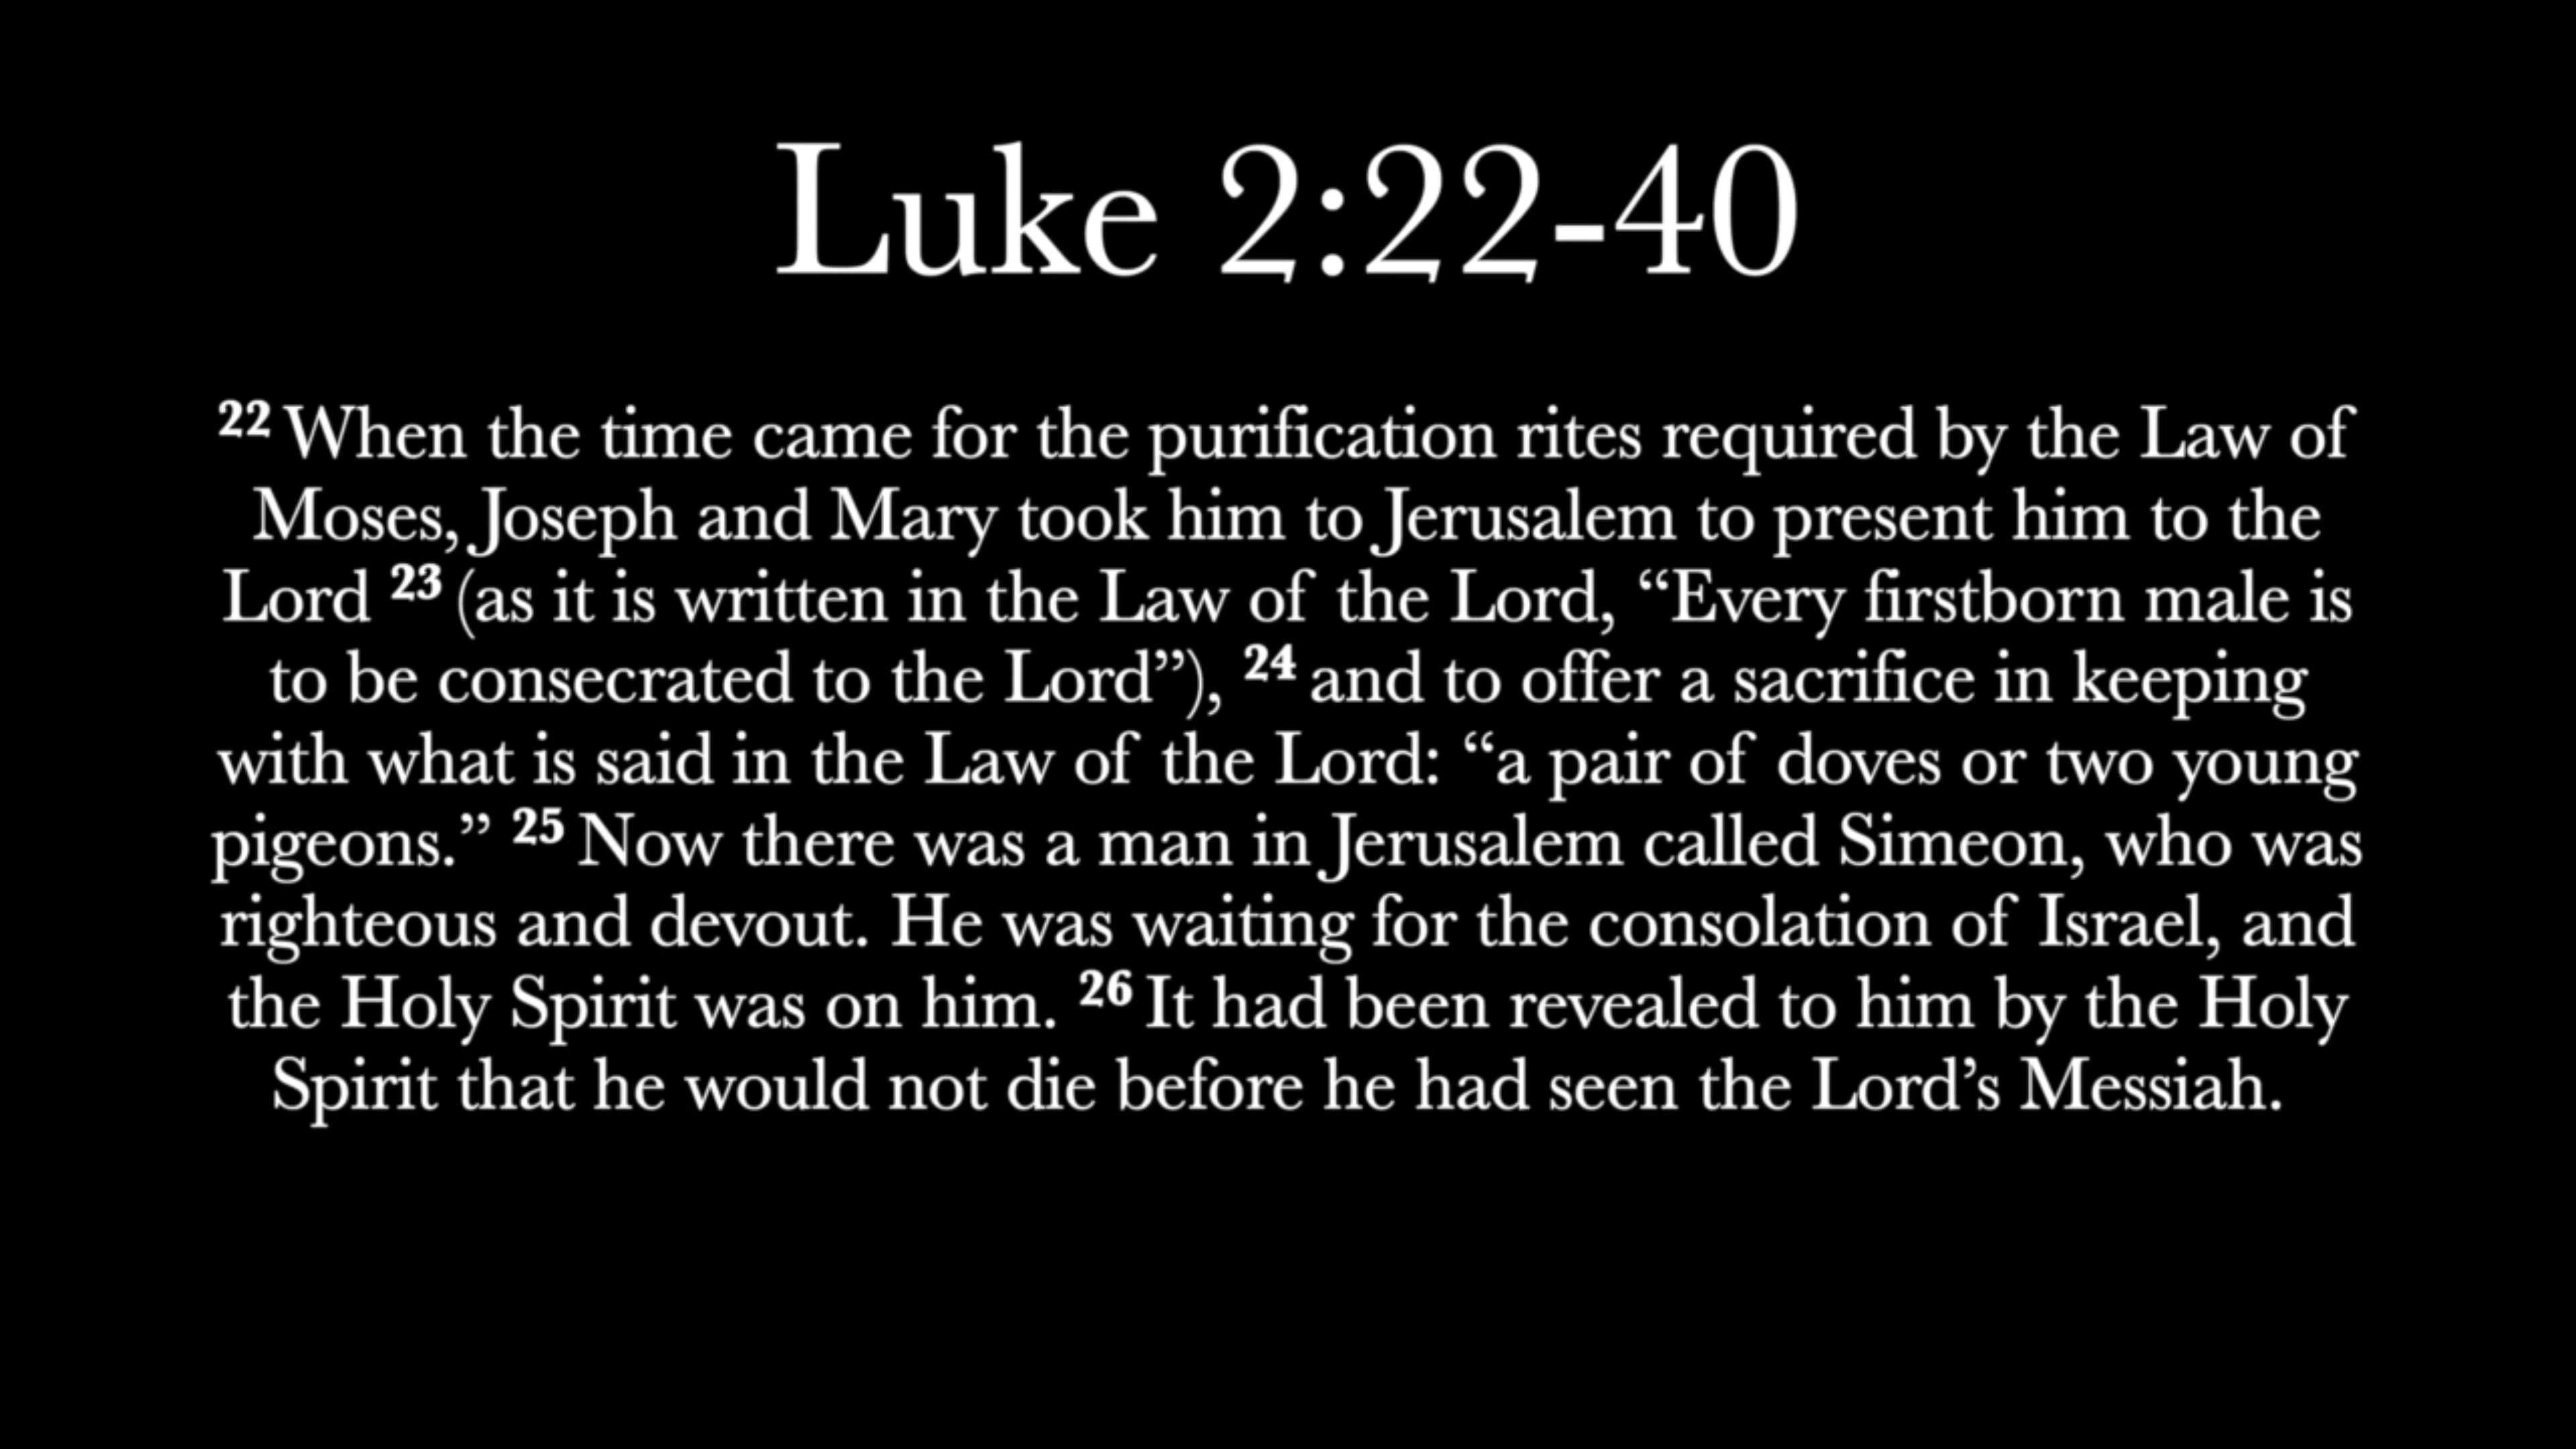 Luke 2:22-40
22 When the time came for the purification rites required by the Law of
Moses, Joseph and Mary took him to Jerusalem to present him to the
Lord 23 (as it is written in the Law of the Lord, “Every firstborn male is
to be consecrated to the Lord”), 24 and to offer a sacrifice in keeping
with what is said in the Law of the Lord: “a pair of doves or two young
pigeons.” 25 Now there was a man in Jerusalem called Simeon, who was
righteous and devout. He was waiting for the consolation of Israel, and
the Holy Spirit was on him. 26 It had been revealed to him by the Holy
Spirit that he would not die before he had seen the Lord’s Messiah.